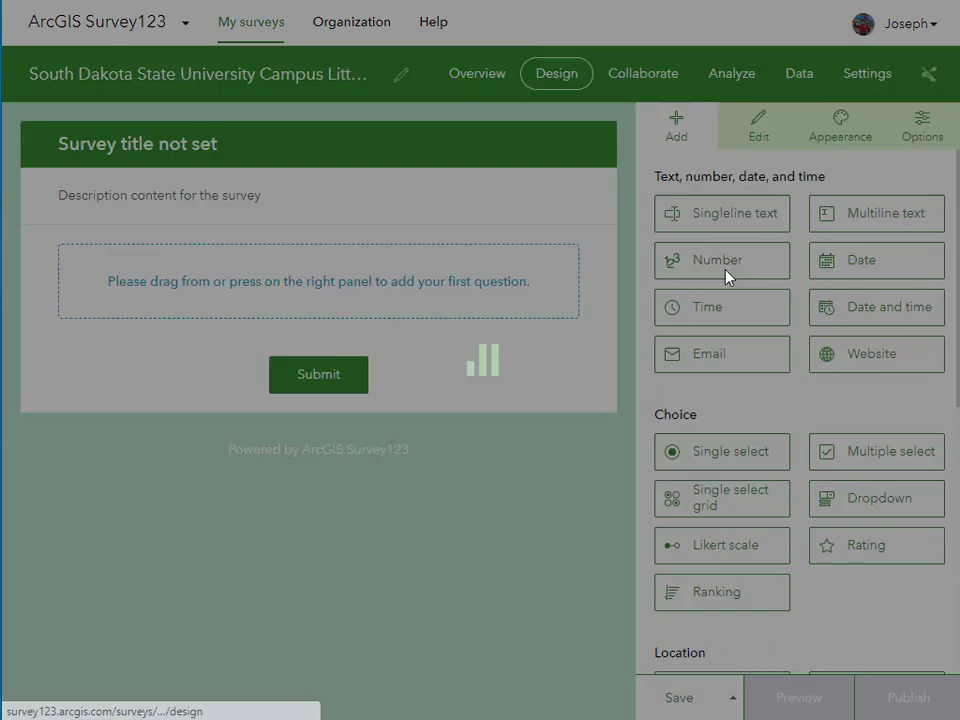 ArcGIS Survey123
My surveys
Organization
Help
Joseph
South Dakota State University Campus Litt...
Overview
Design
Collaborate
Analyze
Data
Settings
Survey title not set
Description content for the survey
Please drag from or press on the right panel to add your first question.
Submit
Powered by ArcGIS Survey123
Add
Edit
Appearance
Options
Text, number, date, and time
Singleline text
Multiline text
Number
Date
Time
Date and time
Email
Website
Choice
Single select
Multiple select
Single select
grid
Dropdown
Likert scale
Rating
Ranking
Location
Save
Preview
Publish
survey123.arcgis.com/surveys/.../design